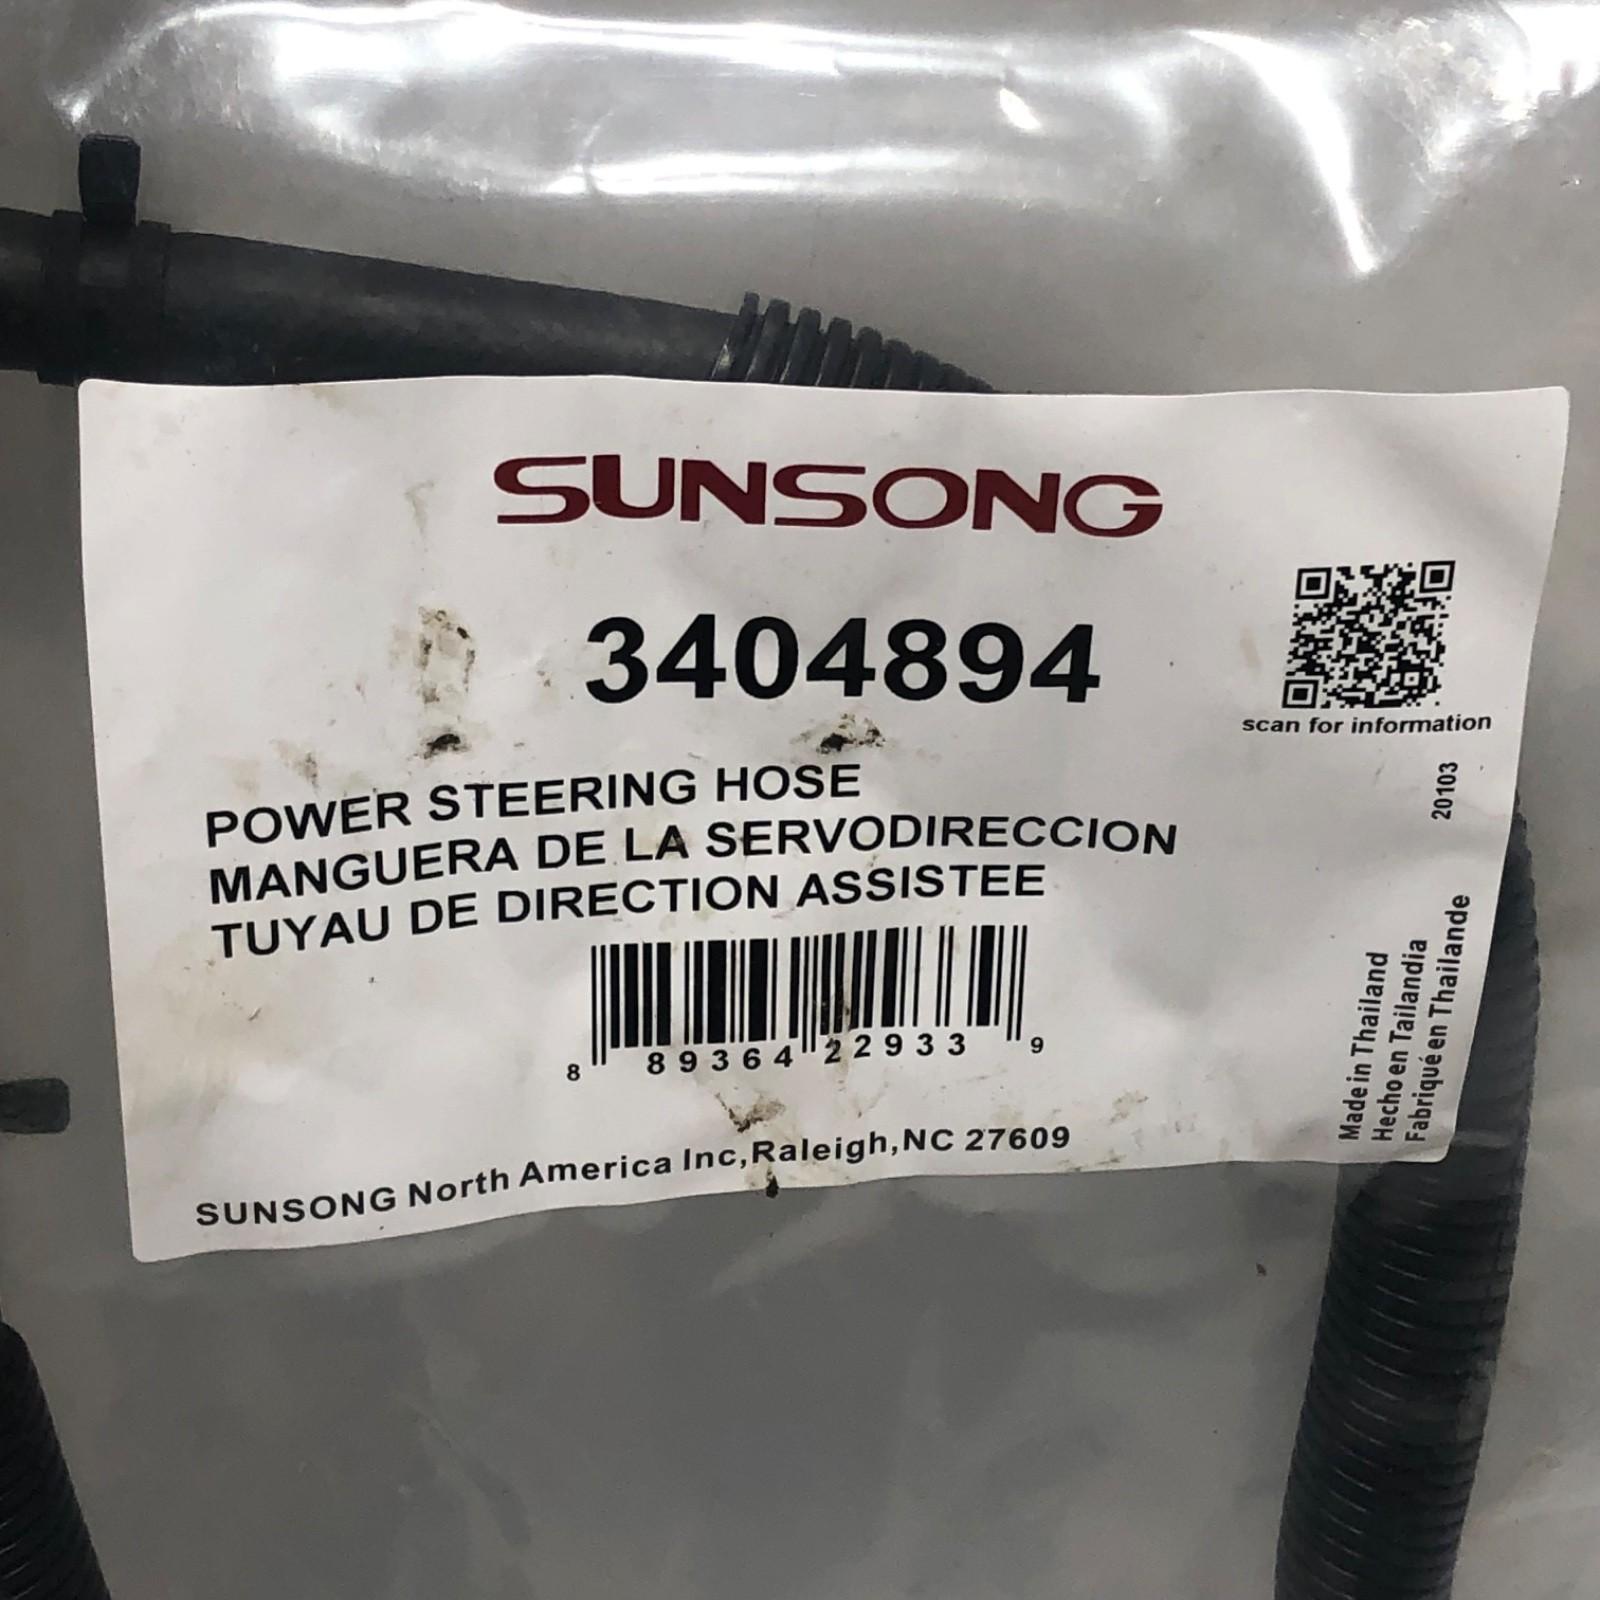 SUNSONG
3404894
scan for information
20103
POWER STEERING HOSE
MANGUERA DE LA SERVODIRECCION
TUYAU DE DIRECTION ASSISTEE
8 89364 22933 9
Made in Thailand
Hecho en Tailandia
Fabriqué en Thailande
SUNSONG North America Inc,Raleigh,NC 27609